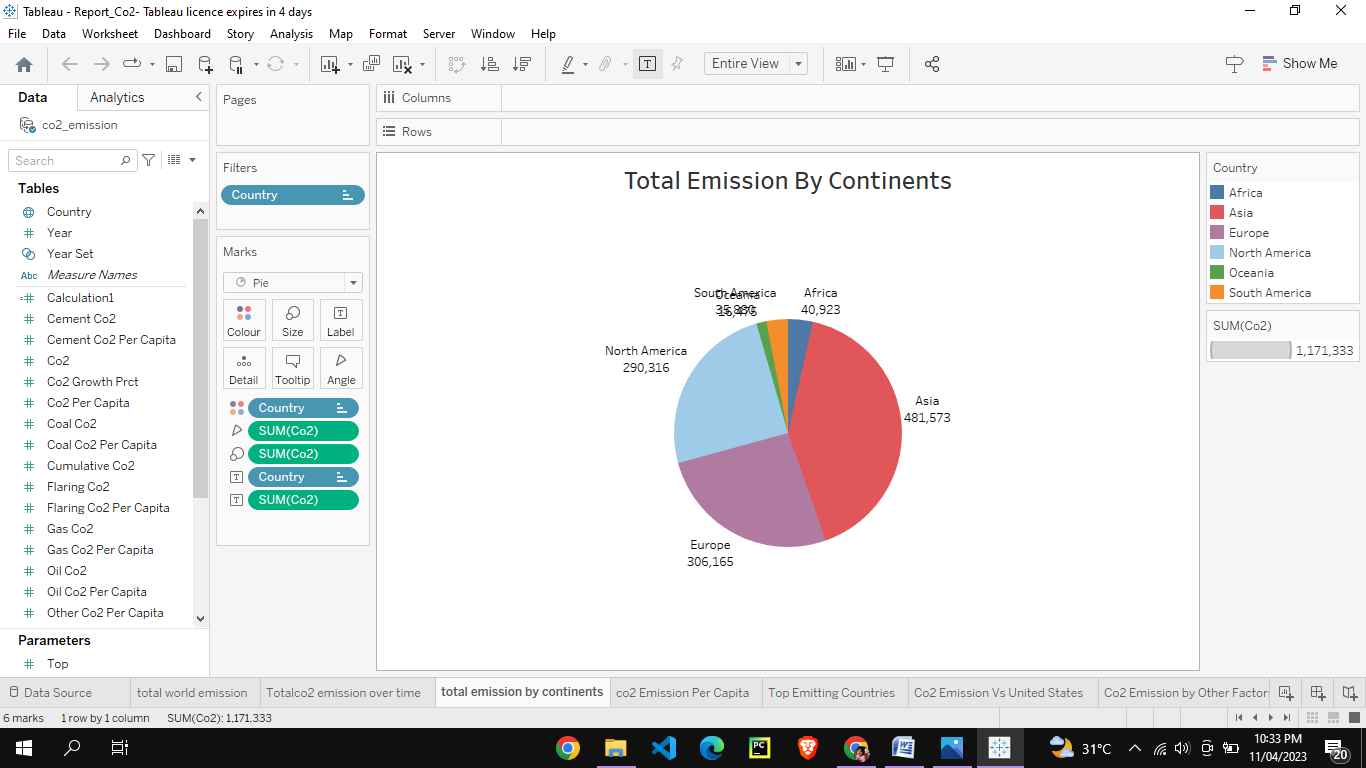 Tableau - Report_Co2- Tableau licence expires in 4 days
File Data Worksheet Dashboard Story Analysis Map Format Server Window Help
Entire View
Show Me
Data Analytics
co2_emission
Search
Tables
Country
Year
Year Set
Abc Measure Names
Calculation1
Cement Co2
Cement Co2 Per Capita
Co2
Co2 Growth Prct
Co2 Per Capita
Coal Co2
Coal Co2 Per Capita
Cumulative Co2
Flaring Co2
Flaring Co2 Per Capita
Gas Co2
Gas Co2 Per Capita
Oil Co2
Oil Co2 Per Capita
Other Co2 Per Capita
Parameters
Top
Pages
Filters
Country
Marks
Pie
Colour Size Label
Detail Tooltip Angle
Country
SUM(Co2)
SUM(Co2)
Country
SUM(Co2)
Columns
Rows
Total Emission By Continents
South America
Oceania
Africa
40,923
North America
290,316
Asia
481,573
Europe
306,165
Country
Africa
Asia
Europe
North America
Oceania
South America
SUM(Co2)
1,171,333
Data Source total world emission Totalco2 emission over time total emission by continents co2 Emission Per Capita Top Emitting Countries Co2 Emission Vs United States Co2 Emission by Other Factor
6 marks 1 row by 1 column SUM(Co2): 1,171,333
31°C
10:33 PM
11/04/2023
20